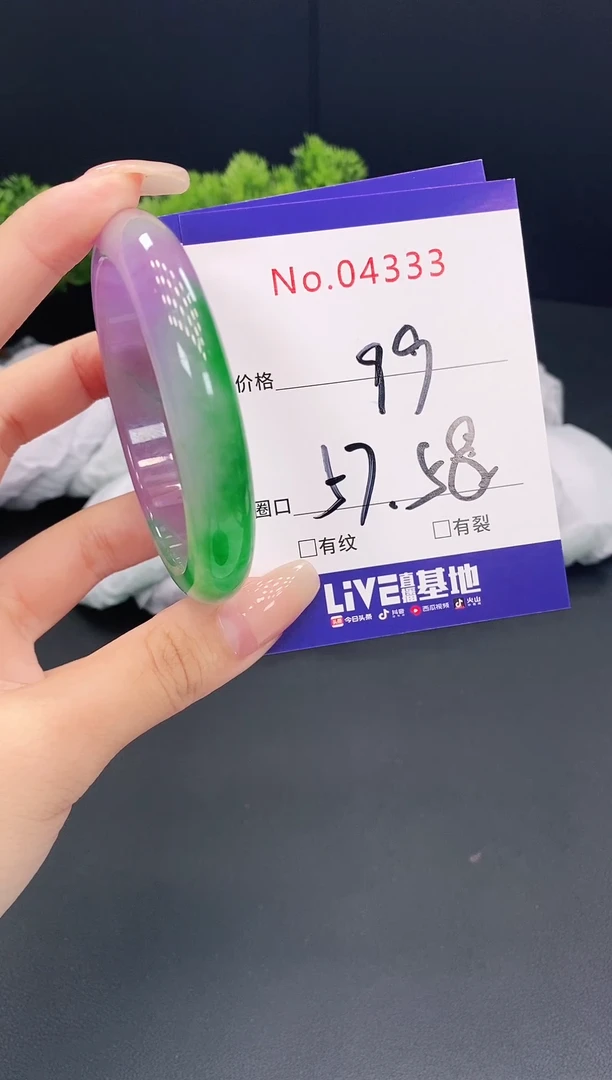 No.04333
价格 99
圈口 57.58
□有纹 □有裂
LiVE直播基地
今日头条 抖音 西瓜视频 火山